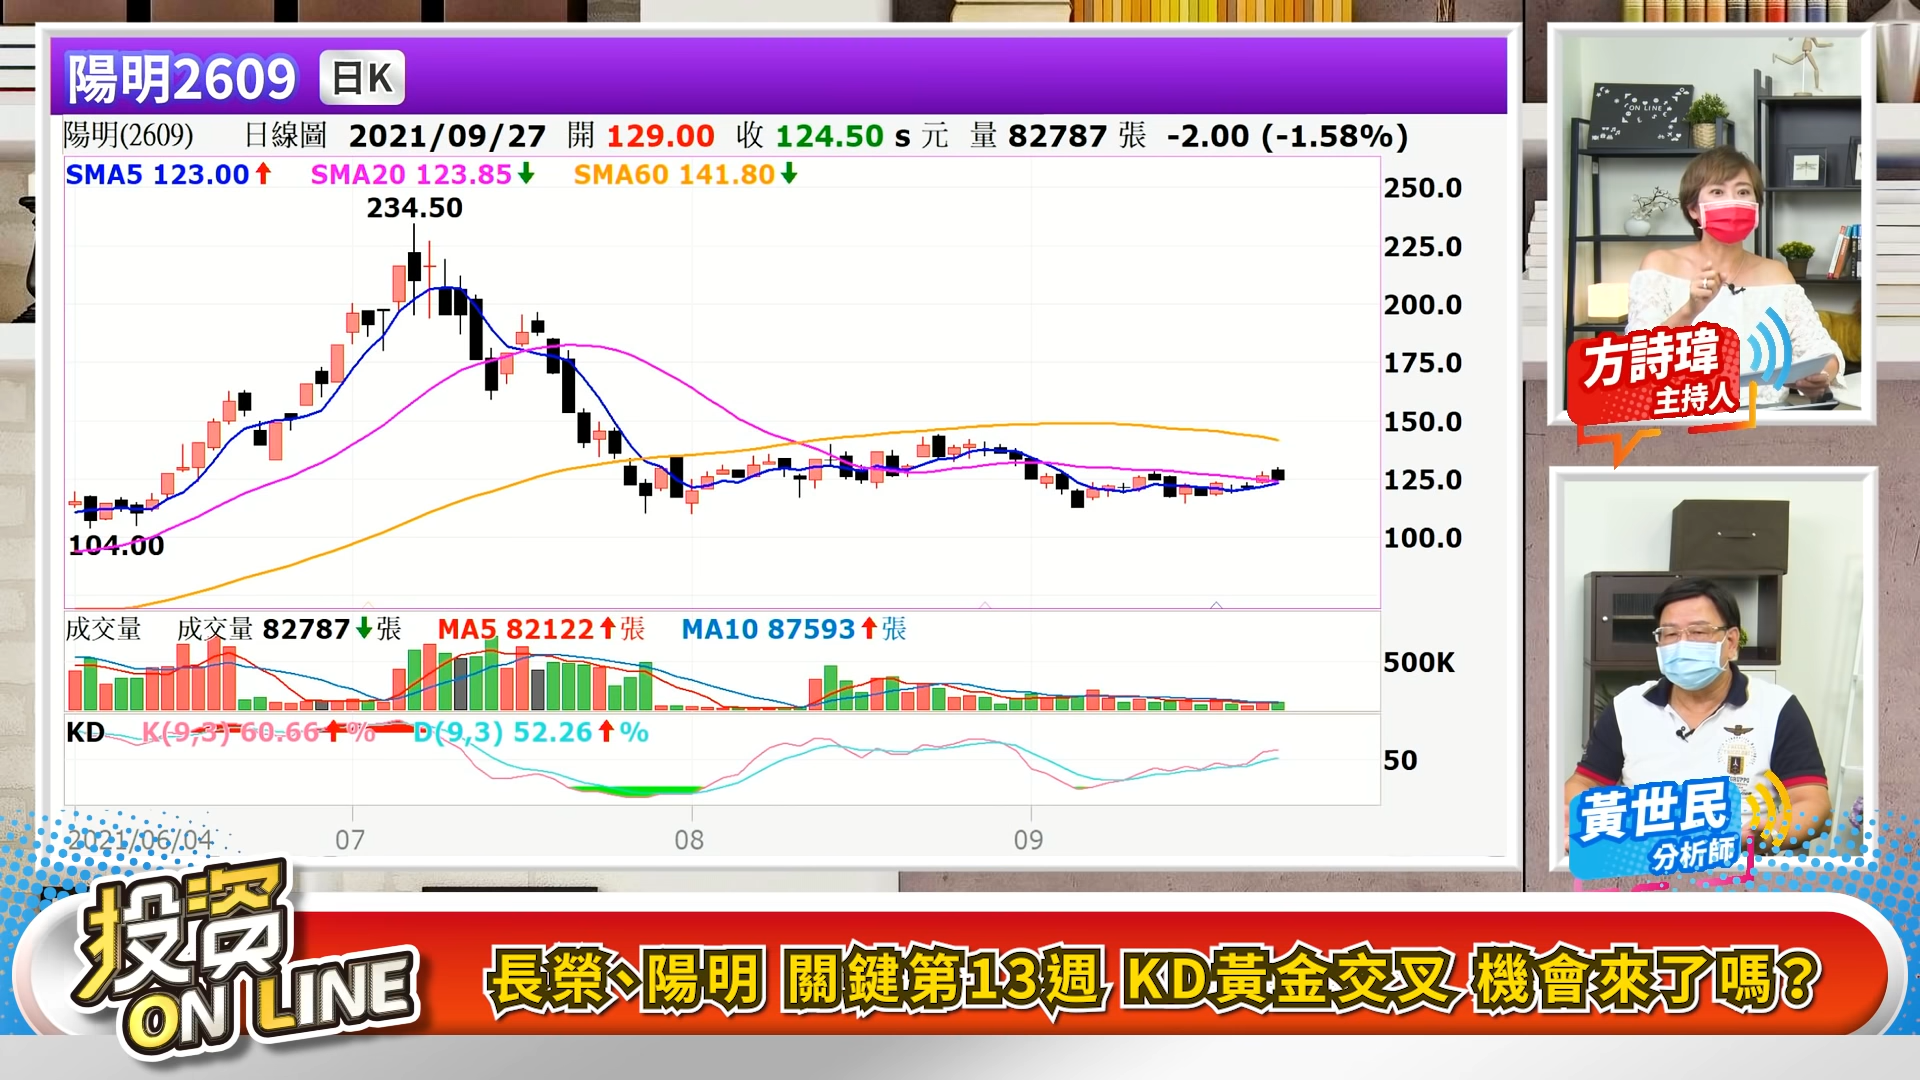 陽明2609 日K
陽明(2609) 日線圖 2021/09/27 開 129.00 收 124.50 s 元 量 82787 張 -2.00 (-1.58%)
SMA5 123.00↑ SMA20 123.85↓ SMA60 141.80↓
234.50
104.00
250.0
225.0
200.0
175.0
150.0
125.0
100.0
成交量 成交量 82787↓張 MA5 82122↑張 MA10 87593↑張
500K
KD K(9,3) 60.66↑% D(9,3) 52.26↑%
50
2021/06/04 07 08 09
ON LINE
方詩瑋
主持人
黃世民
分析師
投資
ON LINE
長榮、陽明 關鍵第13週 KD黃金交叉 機會來了嗎?